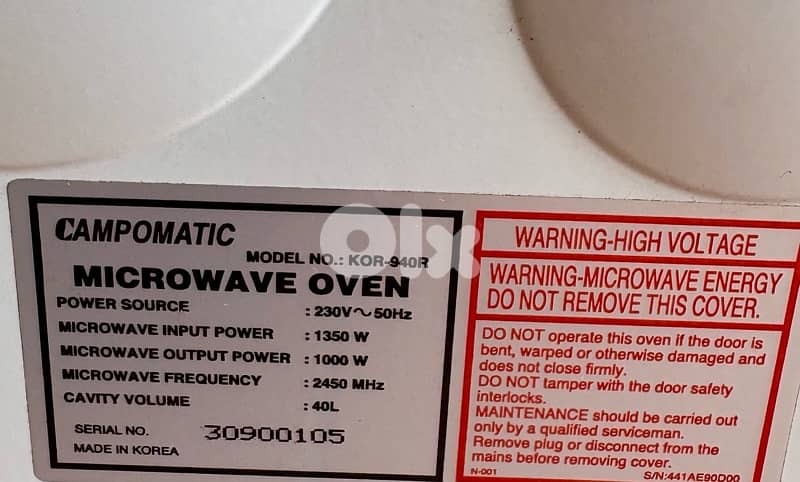 CAMPOMATIC
MODEL NO.: KOR-940R
MICROWAVE OVEN
POWER SOURCE : 230V~50Hz
MICROWAVE INPUT POWER : 1350 W
MICROWAVE OUTPUT POWER : 1000 W
MICROWAVE FREQUENCY : 2450 MHz
CAVITY VOLUME : 40L
SERIAL NO. 30900105
MADE IN KOREA
WARNING-HIGH VOLTAGE
WARNING-MICROWAVE ENERGY
DO NOT REMOVE THIS COVER.
DO NOT operate this oven if the door is
bent, warped or otherwise damaged and
does not close firmly.
DO NOT tamper with the door safety
interlocks.
MAINTENANCE should be carried out
only by a qualified serviceman.
Remove plug or disconnect from the
mains before removing cover.
N-001 S/N:441AE90D00
olx